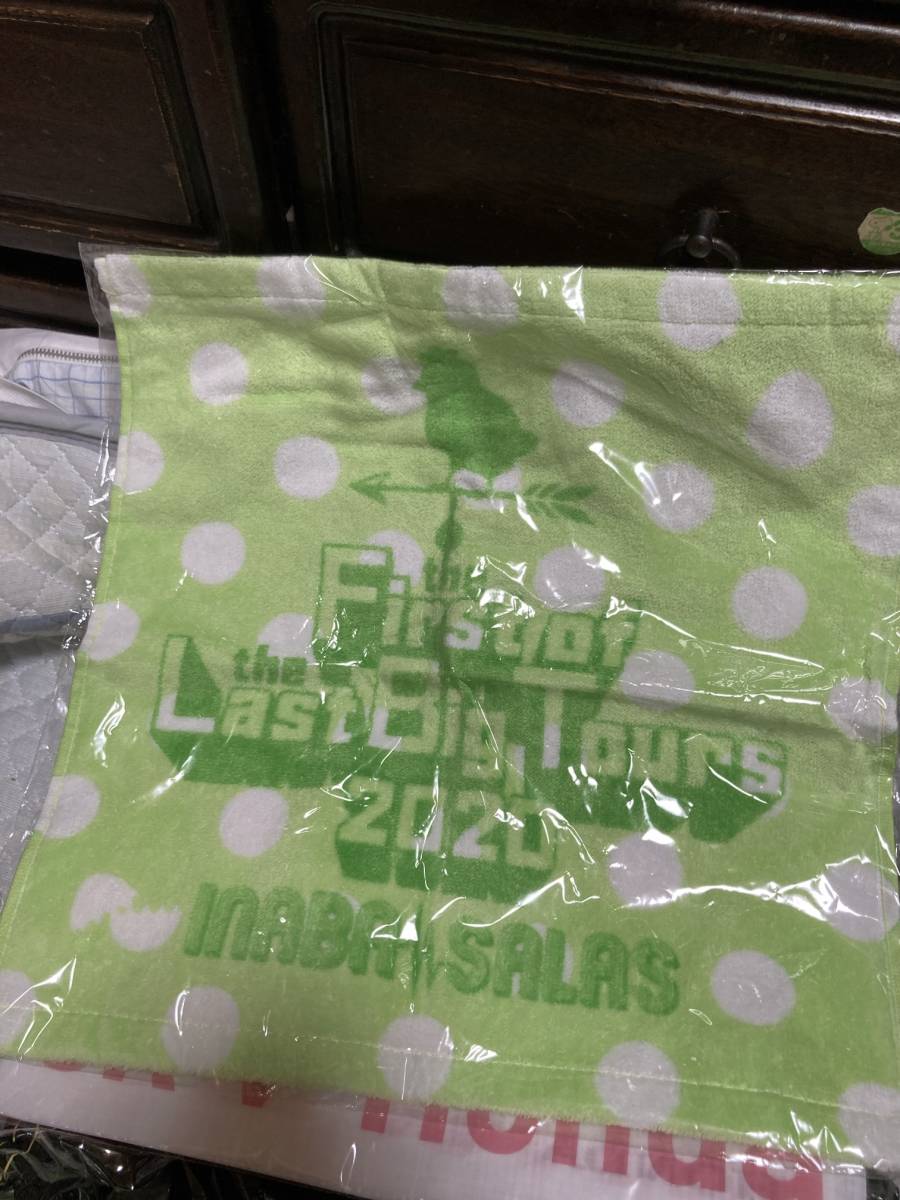 the
First of
the
Last Big Tours
2020
INABA / SALAS